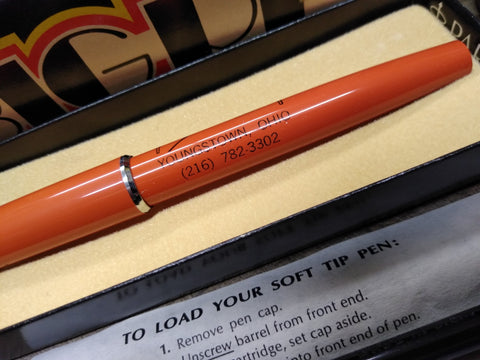 YOUNGSTOWN, OHIO
(216) 782-3302
TO LOAD YOUR SOFT TIP PEN:
1. Remove pen cap.
Unscrew barrel from front end.
cartridge, set cap aside.
into front end of pen.